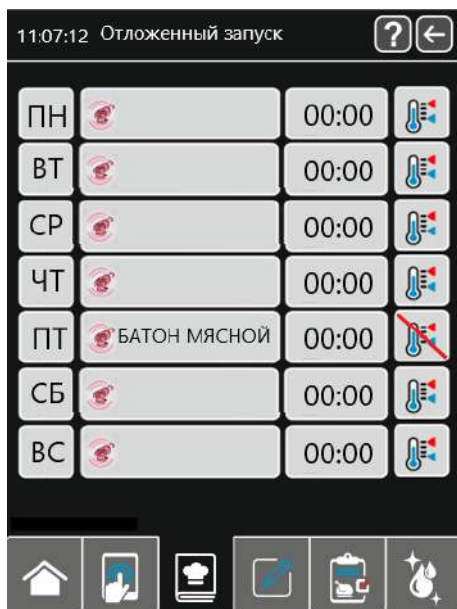 11:07:12 Отложенный запуск ?
ПН 00:00
ВТ 00:00
СР 00:00
ЧТ 00:00
ПТ БАТОН МЯСНОЙ 00:00
СБ 00:00
ВС 00:00